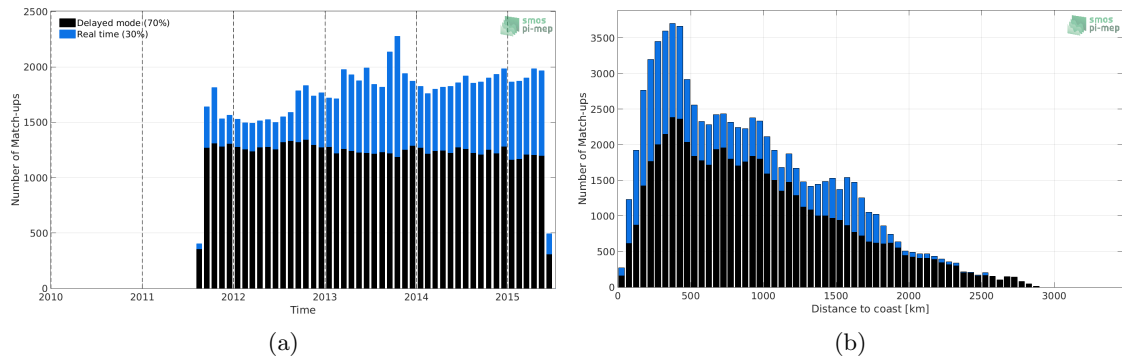 2500
2000
1500
1000
500
0
Number of Match-ups
Delayed mode (70%)
Real time (30%)
smos
pi-mep
2010 2011 2012 2013 2014 2015
Time
(a)
3500
3000
2500
2000
1500
1000
500
0
Number of Match-ups
smos
pi-mep
0 500 1000 1500 2000 2500 3000
Distance to coast [km]
(b)